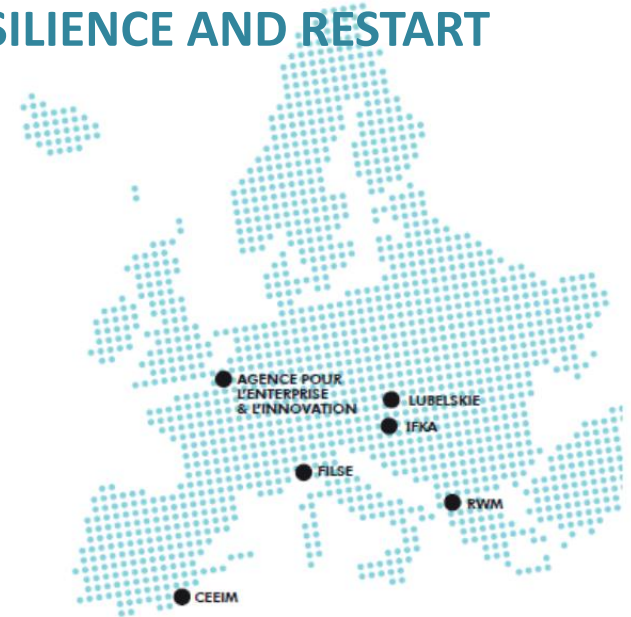 SILIENCE AND RESTART
AGENCE POUR
L'ENTERPRISE
& L'INNOVATION
LUBELSKIE
IFKA
FILSE
RWM
CEEIM